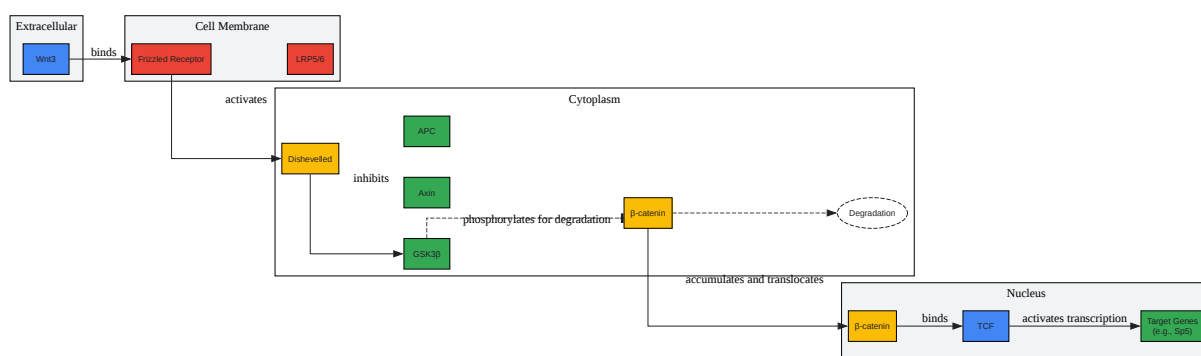 Extracellular
Cell Membrane
Wnt3
binds
Frizzled Receptor
LRP5/6
activates
Cytoplasm
APC
Dishevelled
inhibits
Axin
phosphorylates for degradation
β-catenin
Degradation
GSK3β
accumulates and translocates
Nucleus
β-catenin
binds
TCF
activates transcription
Target Genes
(e.g., Sp5)